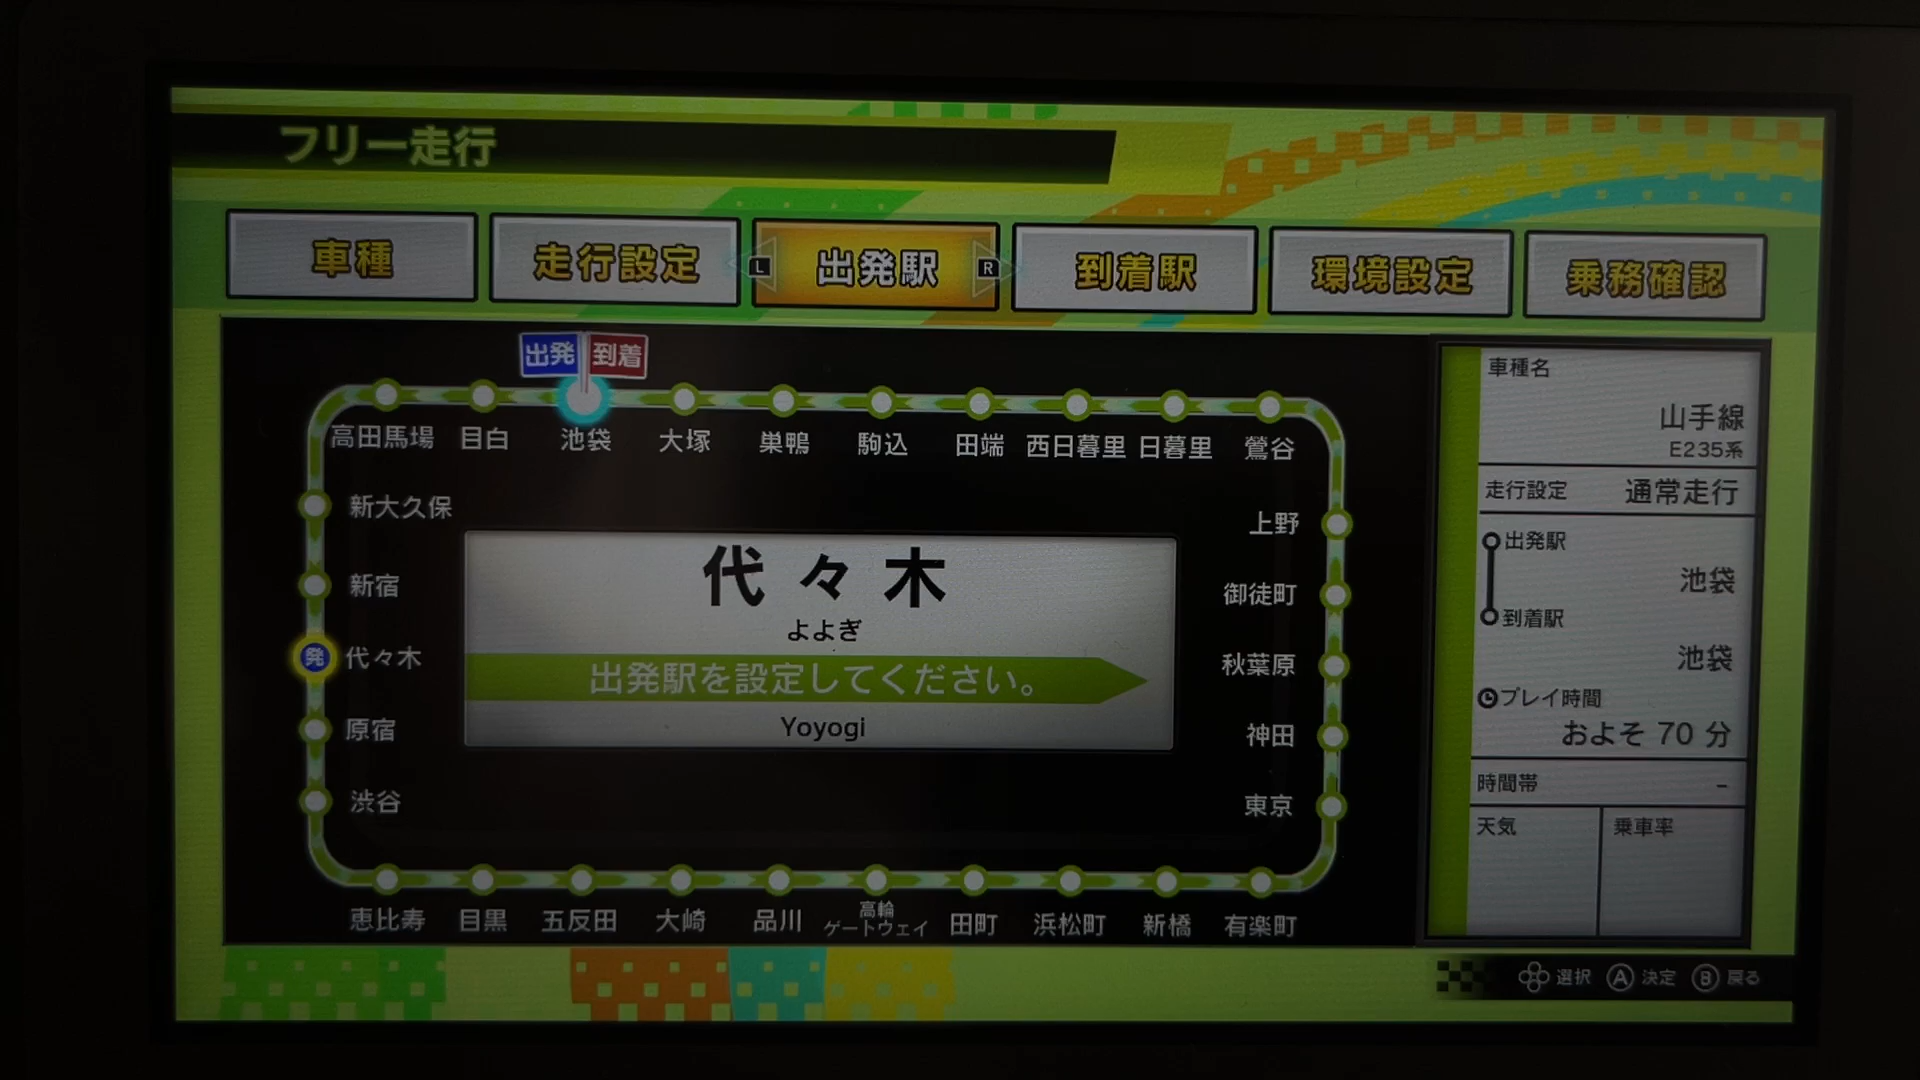 フリー走行
車種
走行設定
L 出発駅 R
到着駅
環境設定
乗務確認
出発 到着
高田馬場 目白 池袋 大塚 巣鴨 駒込 田端 西日暮里 日暮里 鶯谷
新大久保
新宿
発 代々木
原宿
渋谷
代々木
よよぎ
出発駅を設定してください。
Yoyogi
上野
御徒町
秋葉原
神田
東京
恵比寿 目黒 五反田 大崎 品川 高輪ゲートウェイ 田町 浜松町 新橋 有楽町
車種名
山手線
E235系
走行設定 通常走行
出発駅
池袋
到着駅
池袋
プレイ時間
およそ 70 分
時間帯 -
天気 乗車率
選択 A 決定 B 戻る